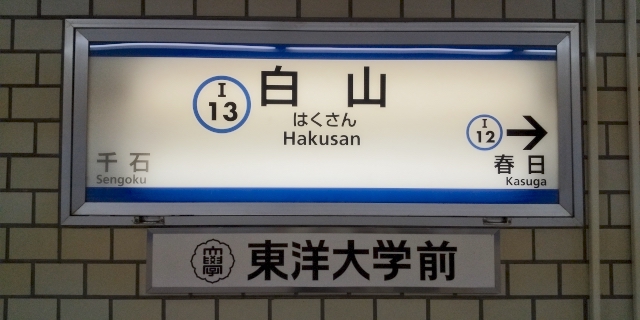 I
13
白山
はくさん
Hakusan
I
12
→
千石
Sengoku
春日
Kasuga
東洋大学前